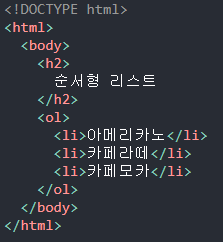 <!DOCTYPE html>
<html>
  <body>
    <h2>
      순서형 리스트
    </h2>
    <ol>
      <li>아메리카노</li>
      <li>카페라떼</li>
      <li>카페모카</li>
    </ol>
  </body>
</html>